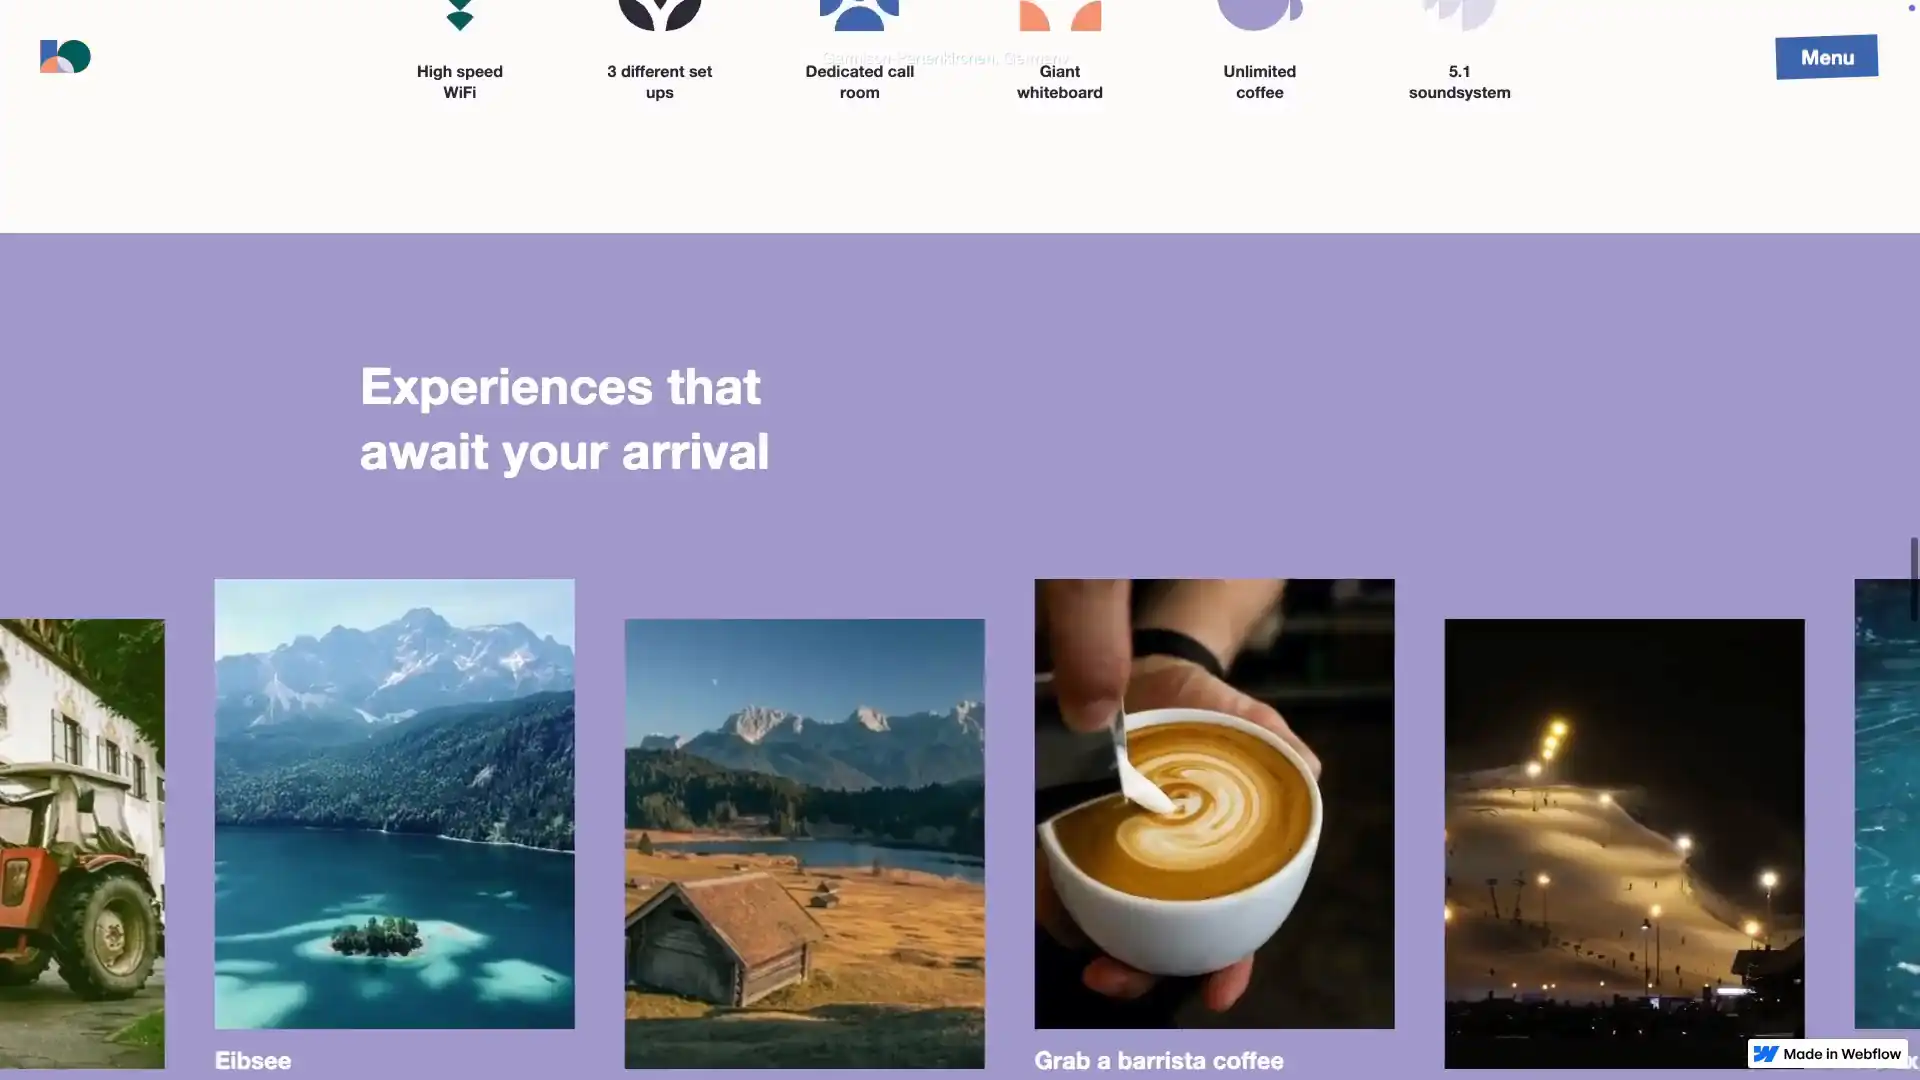 Garmisch-Partenkirchen, Germany
Menu
High speed
WiFi
3 different set
ups
Dedicated call
room
Giant
whiteboard
Unlimited
coffee
5.1
soundsystem
Experiences that
await your arrival
Eibsee
Grab a barrista coffee
Made in Webflow